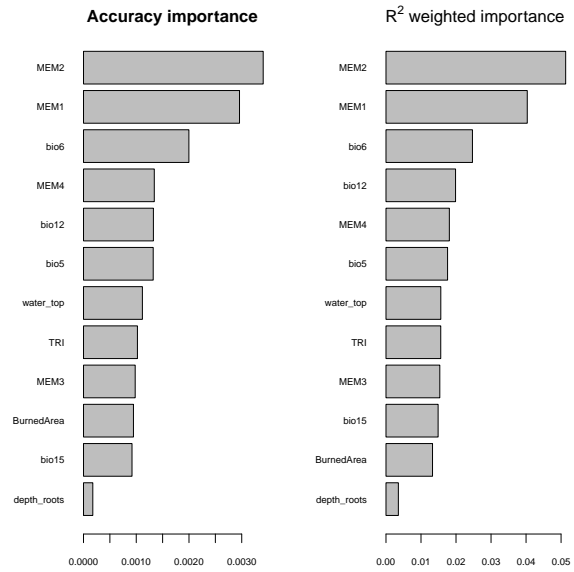 Accuracy importance
MEM2
MEM1
bio6
MEM4
bio12
bio5
water_top
TRI
MEM3
BurnedArea
bio15
depth_roots
0.0000 0.0010 0.0020 0.0030
R² weighted importance
MEM2
MEM1
bio6
bio12
MEM4
bio5
water_top
TRI
MEM3
bio15
BurnedArea
depth_roots
0.00 0.01 0.02 0.03 0.04 0.05